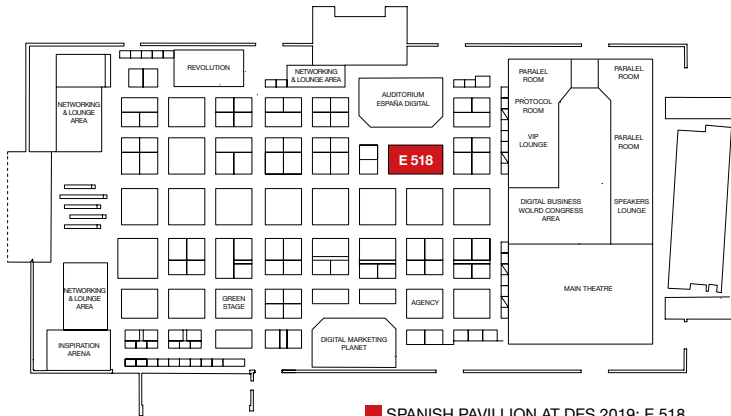 REVOLUTION
NETWORKING
& LOUNGE AREA
PARALEL
ROOM
PARALEL
ROOM
NETWORKING
& LOUNGE
AREA
AUDITORIUM
ESPAÑA DIGITAL
PROTOCOL
ROOM
VIP
LOUNGE
PARALEL
ROOM
E 518
DIGITAL BUSINESS
WOLRD CONGRESS
AREA
SPEAKERS
LOUNGE
NETWORKING
& LOUNGE
AREA
GREEN
STAGE
AGENCY
MAIN THEATRE
INSPIRATION
ARENA
DIGITAL MARKETING
PLANET
SPANISH PAVILLION AT DES 2019: E 518